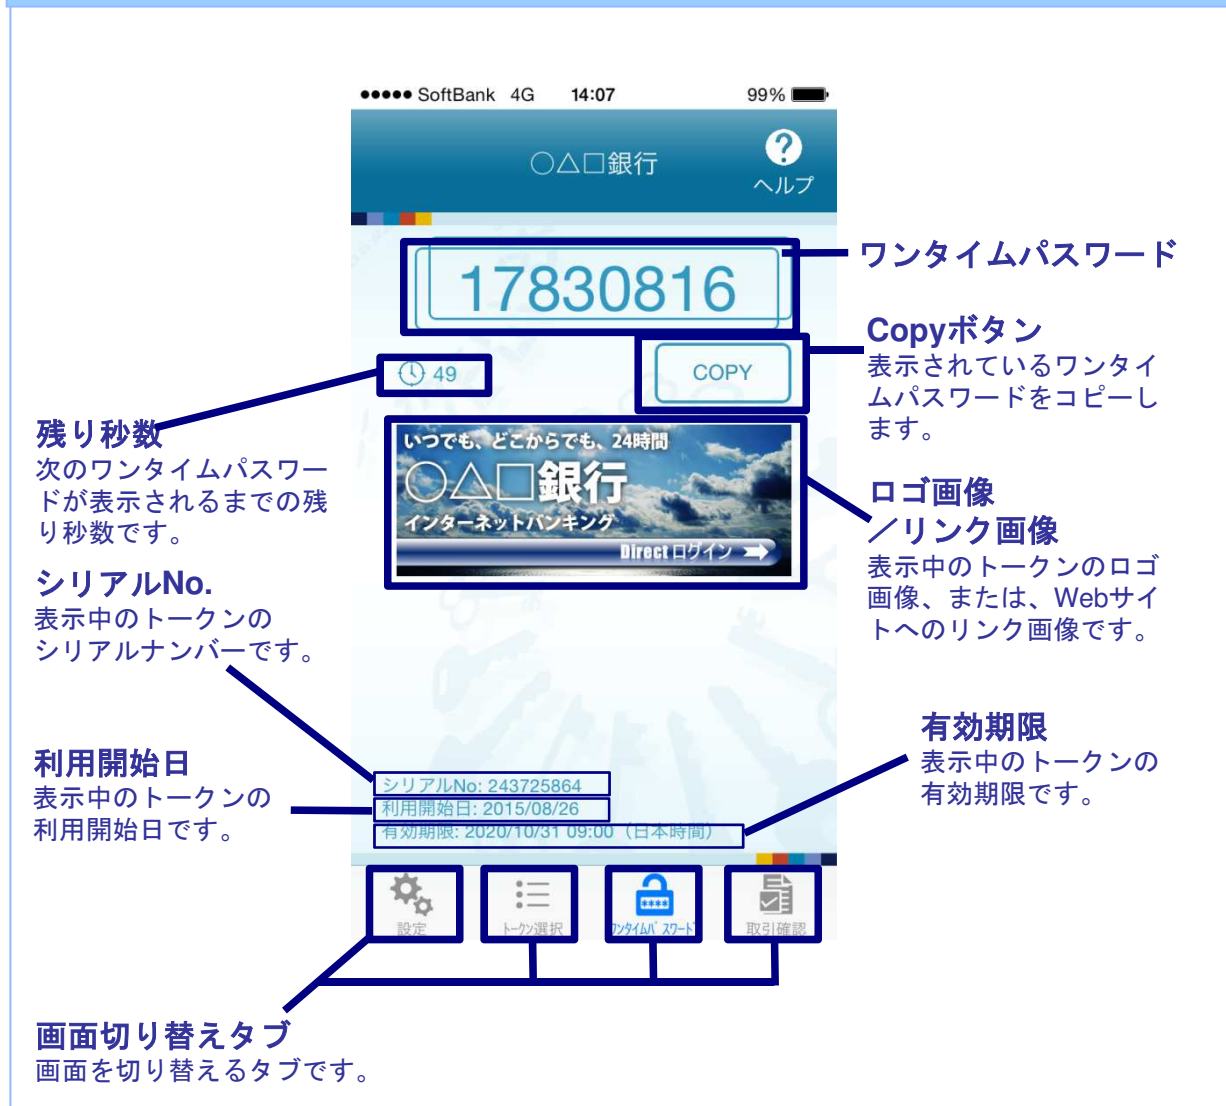 ●●●●● SoftBank 4G 14:07 99%
○△□銀行
?
ヘルプ
17830816
ワンタイムパスワード
49
COPY
Copyボタン
表示されているワンタイ
ムパスワードをコピーし
ます。
残り秒数
次のワンタイムパスワー
ドが表示されるまでの残
り秒数です。
いつでも、どこからでも、24時間
○△□銀行
インターネットバンキング
Direct ログイン
ロゴ画像
／リンク画像
表示中のトークンのロゴ
画像、または、Webサイ
トへのリンク画像です。
シリアルNo.
表示中のトークンの
シリアルナンバーです。
利用開始日
表示中のトークンの
利用開始日です。
有効期限
表示中のトークンの
有効期限です。
シリアルNo: 243725864
利用開始日: 2015/08/26
有効期限: 2020/10/31 09:00（日本時間）
設定
トークン選択
ワンタイムパスワード
取引確認
画面切り替えタブ
画面を切り替えるタブです。